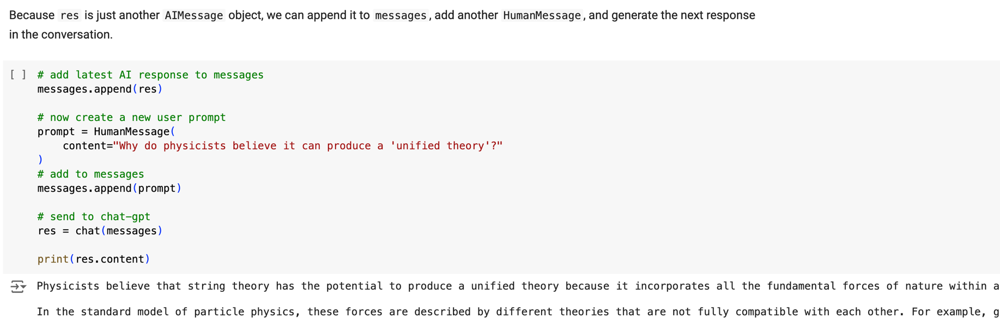 Because res is just another AIMessage object, we can append it to messages, add another HumanMessage, and generate the next response
in the conversation.
[ ] # add latest AI response to messages
messages.append(res)
# now create a new user prompt
prompt = HumanMessage(
    content="Why do physicists believe it can produce a 'unified theory'?"
)
# add to messages
messages.append(prompt)
# send to chat-gpt
res = chat(messages)
print(res.content)
Physicists believe that string theory has the potential to produce a unified theory because it incorporates all the fundamental forces of nature within a
In the standard model of particle physics, these forces are described by different theories that are not fully compatible with each other. For example, g